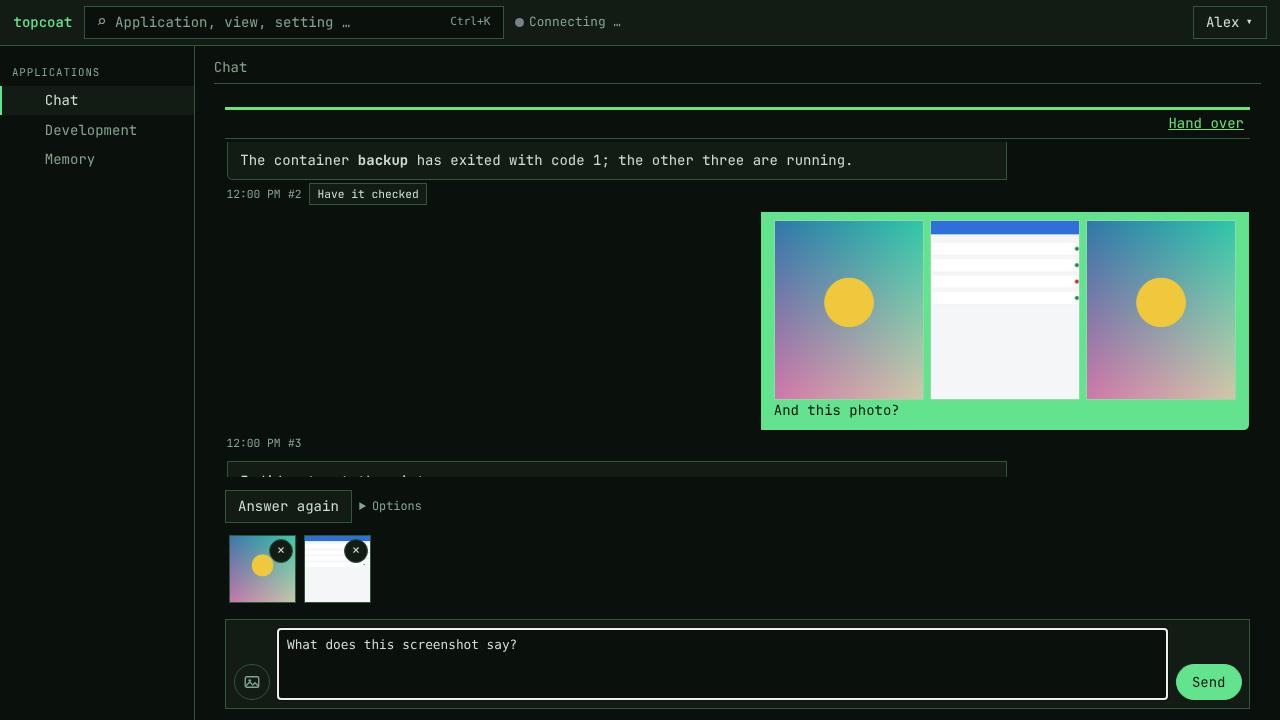 topcoat
Application, view, setting …
Ctrl+K
Connecting …
Alex
APPLICATIONS
Chat
Development
Memory
Chat
Hand over
The container backup has exited with code 1; the other three are running.
12:00 PM #2
Have it checked
And this photo?
12:00 PM #3
Answer again
Options
What does this screenshot say?
Send